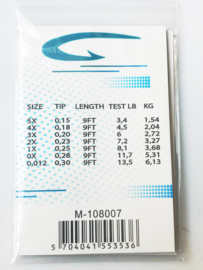 SIZE TIP LENGTH TEST LB KG
5X 0,15 9FT 3,4 1,54
4X 0,18 9FT 4,5 2,04
3X 0,20 9FT 6 2,72
2X 0,23 9FT 7,2 3,27
1X 0,25 9FT 8,1 3,68
0X 0,28 9FT 11,7 5,31
0,012 0,30 9FT 13,5 6,13
M-108007
5 704041 553536